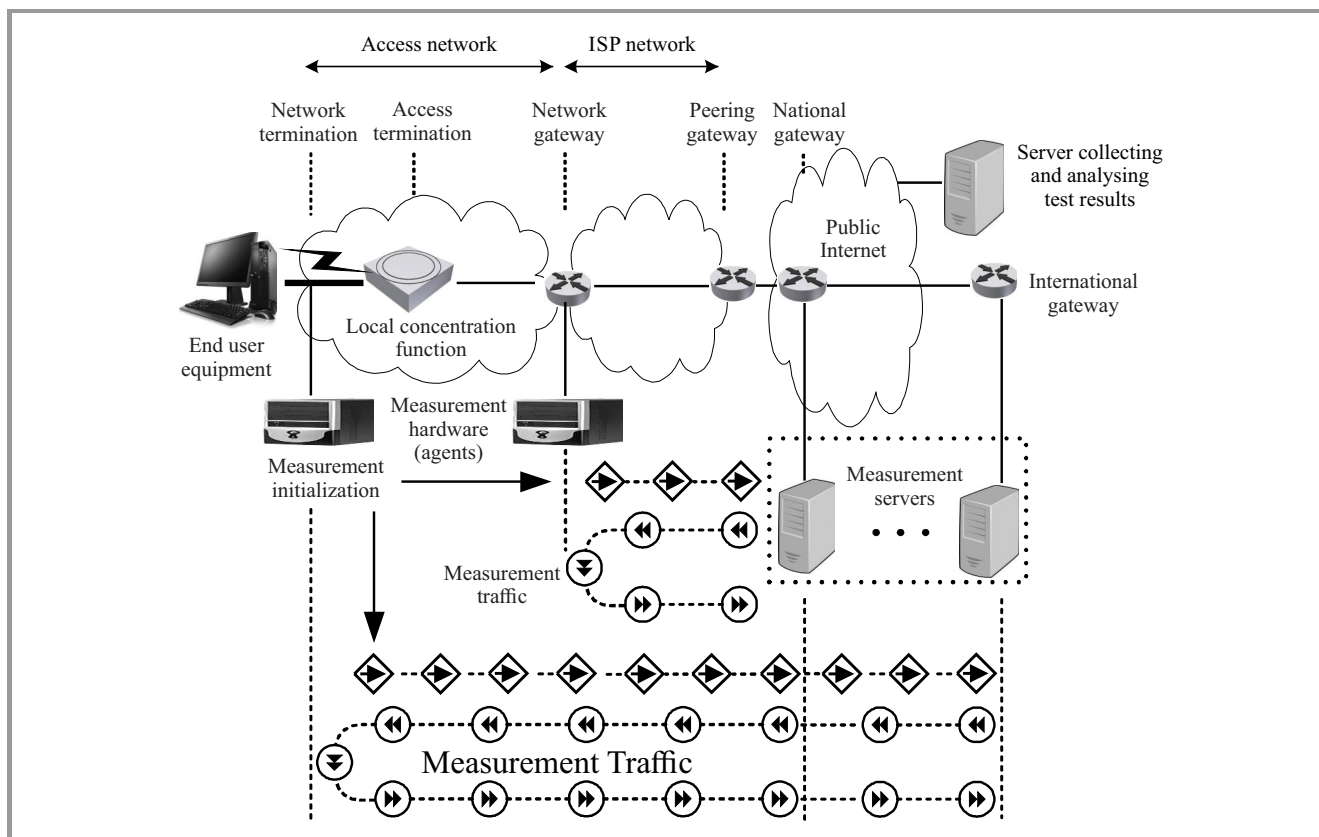 Access network
ISP network
Network
termination
Access
termination
Network
gateway
Peering
gateway
National
gateway
Server collecting
and analysing
test results
Public
Internet
International
gateway
Local concentration
function
End user
equipment
Measurement
hardware
(agents)
Measurement
initialization
Measurement
servers
Measurement
traffic
Measurement Traffic